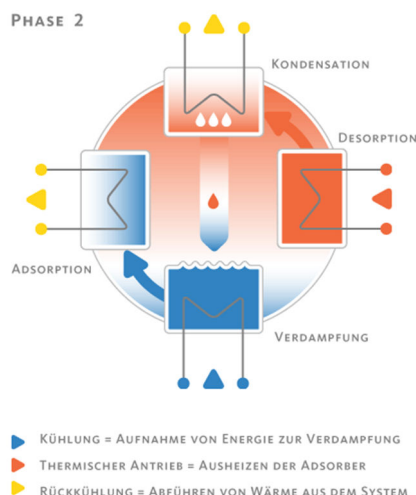 PHASE 2
KONDENSATION
DESORPTION
ADSORPTION
VERDAMPFUNG
KÜHLUNG = AUFNAHME VON ENERGIE ZUR VERDAMPFUNG
THERMISCHER ANTRIEB = AUSHEIZEN DER ADSORBER
RÜCKKÜHLUNG = ABFÜHREN VON WÄRME AUS DEM SYSTEM